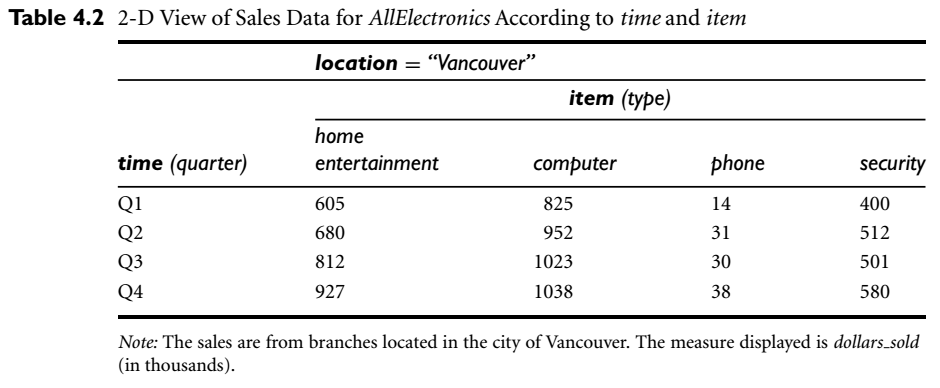 Table 4.2 2-D View of Sales Data for AllElectronics According to time and item
location = “Vancouver”
item (type)
home
time (quarter) entertainment computer phone security
Q1 605 825 14 400
Q2 680 952 31 512
Q3 812 1023 30 501
Q4 927 1038 38 580
Note: The sales are from branches located in the city of Vancouver. The measure displayed is dollars_sold
(in thousands).